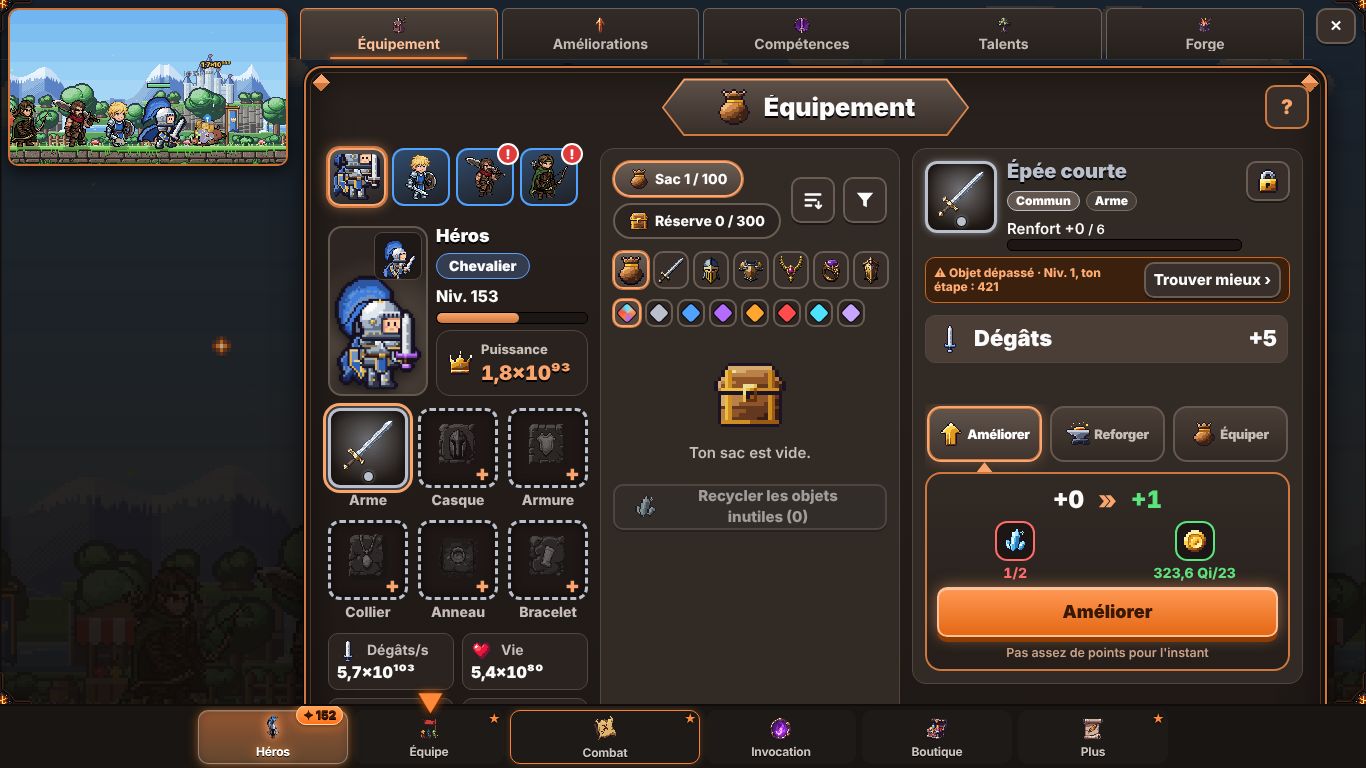 Équipement
Améliorations
Compétences
Talents
Forge
×
Équipement
?
!
!
Héros
Chevalier
Niv. 153
Puissance
1,8×10⁹³
Arme
Casque
Armure
Collier
Anneau
Bracelet
Dégâts/s
5,7×10¹⁰³
Vie
5,4×10⁸⁰
Sac 1 / 100
Réserve 0 / 300
Ton sac est vide.
Recycler les objets
inutiles (0)
Épée courte
Commun
Arme
Renfort +0 / 6
⚠ Objet dépassé · Niv. 1, ton
étape : 421
Trouver mieux ›
Dégâts
+5
Améliorer
Reforger
Équiper
+0 » +1
1/2
323,6 Qi/23
Améliorer
Pas assez de points pour l'instant
✦152
Héros
Équipe
Combat
Invocation
Boutique
Plus